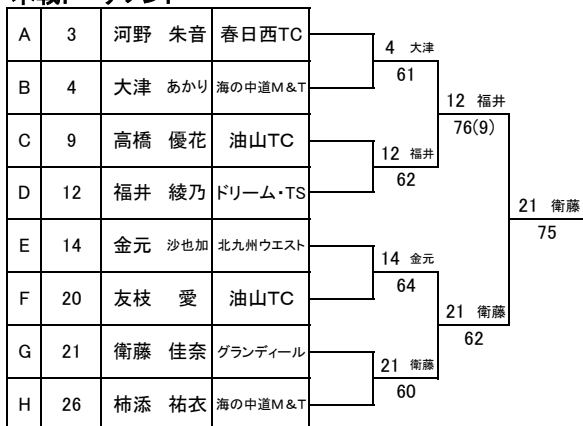 A 3 河野 朱音 春日西TC
4 大津
61
B 4 大津 あかり 海の中道M&T
12 福井
76(9)
C 9 高橋 優花 油山TC
12 福井
62
D 12 福井 綾乃 ドリーム・TS
21 衛藤
75
E 14 金元 沙也加 北九州ウエスト
14 金元
64
F 20 友枝 愛 油山TC
21 衛藤
62
G 21 衛藤 佳奈 グランディール
21 衛藤
60
H 26 柿添 祐衣 海の中道M&T